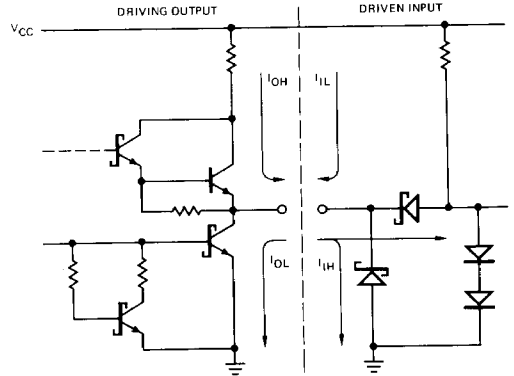 DRIVING OUTPUT
DRIVEN INPUT
VCC
IOH
IIL
IOL
IIH